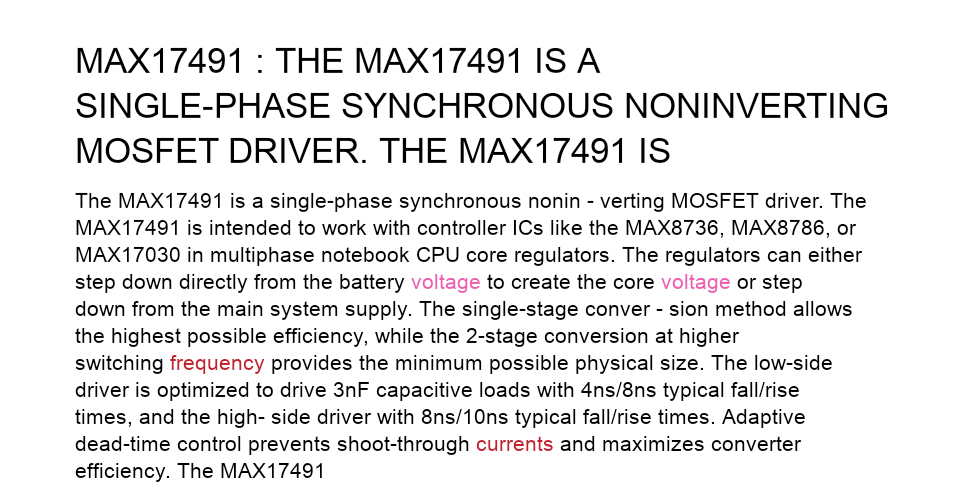 MAX17491 : THE MAX17491 IS A
SINGLE-PHASE SYNCHRONOUS NONINVERTING
MOSFET DRIVER. THE MAX17491 IS
The MAX17491 is a single-phase synchronous nonin - verting MOSFET driver. The
MAX17491 is intended to work with controller ICs like the MAX8736, MAX8786, or
MAX17030 in multiphase notebook CPU core regulators. The regulators can either
step down directly from the battery voltage to create the core voltage or step
down from the main system supply. The single-stage conver - sion method allows
the highest possible efficiency, while the 2-stage conversion at higher
switching frequency provides the minimum possible physical size. The low-side
driver is optimized to drive 3nF capacitive loads with 4ns/8ns typical fall/rise
times, and the high- side driver with 8ns/10ns typical fall/rise times. Adaptive
dead-time control prevents shoot-through currents and maximizes converter
efficiency. The MAX17491